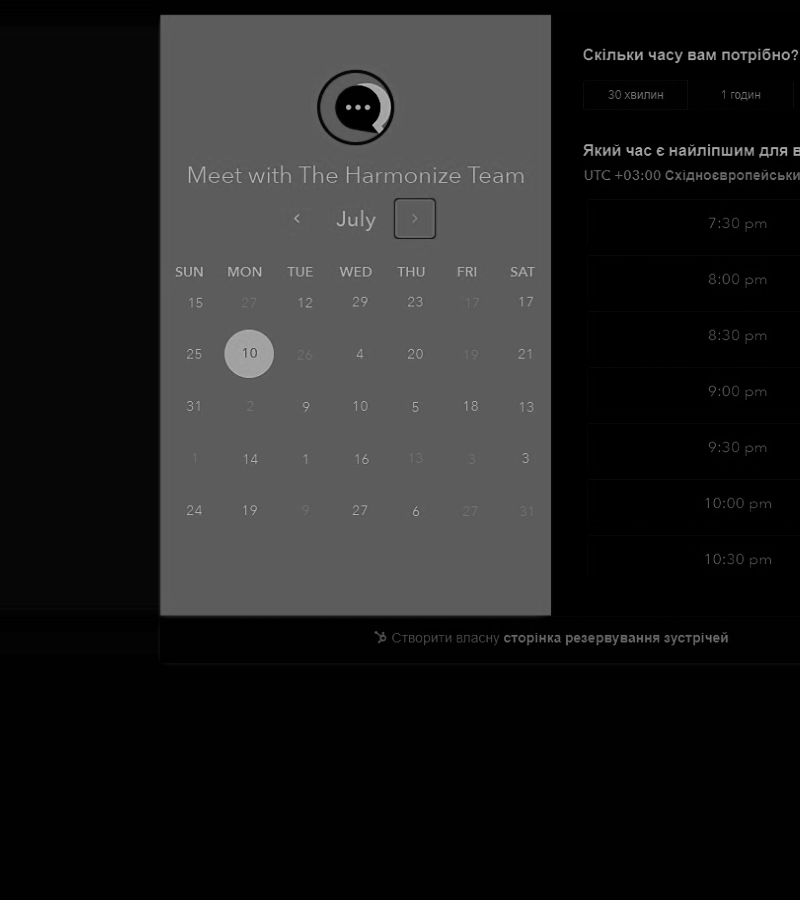 Meet with The Harmonize Team
July
SUN MON TUE WED THU FRI SAT
15 27 12 29 23 17 17
25 10 26 4 20 19 21
31 2 9 10 5 18 13
1 14 1 16 13 3 3
24 19 9 27 6 27 31
Скільки часу вам потрібно?
30 хвилин 1 годин
Який час є найліпшим для
UTC +03:00
7:30 pm
8:00 pm
8:30 pm
9:00 pm
9:30 pm
10:00 pm
10:30 pm
Створити власну сторінка резервування зустрічей